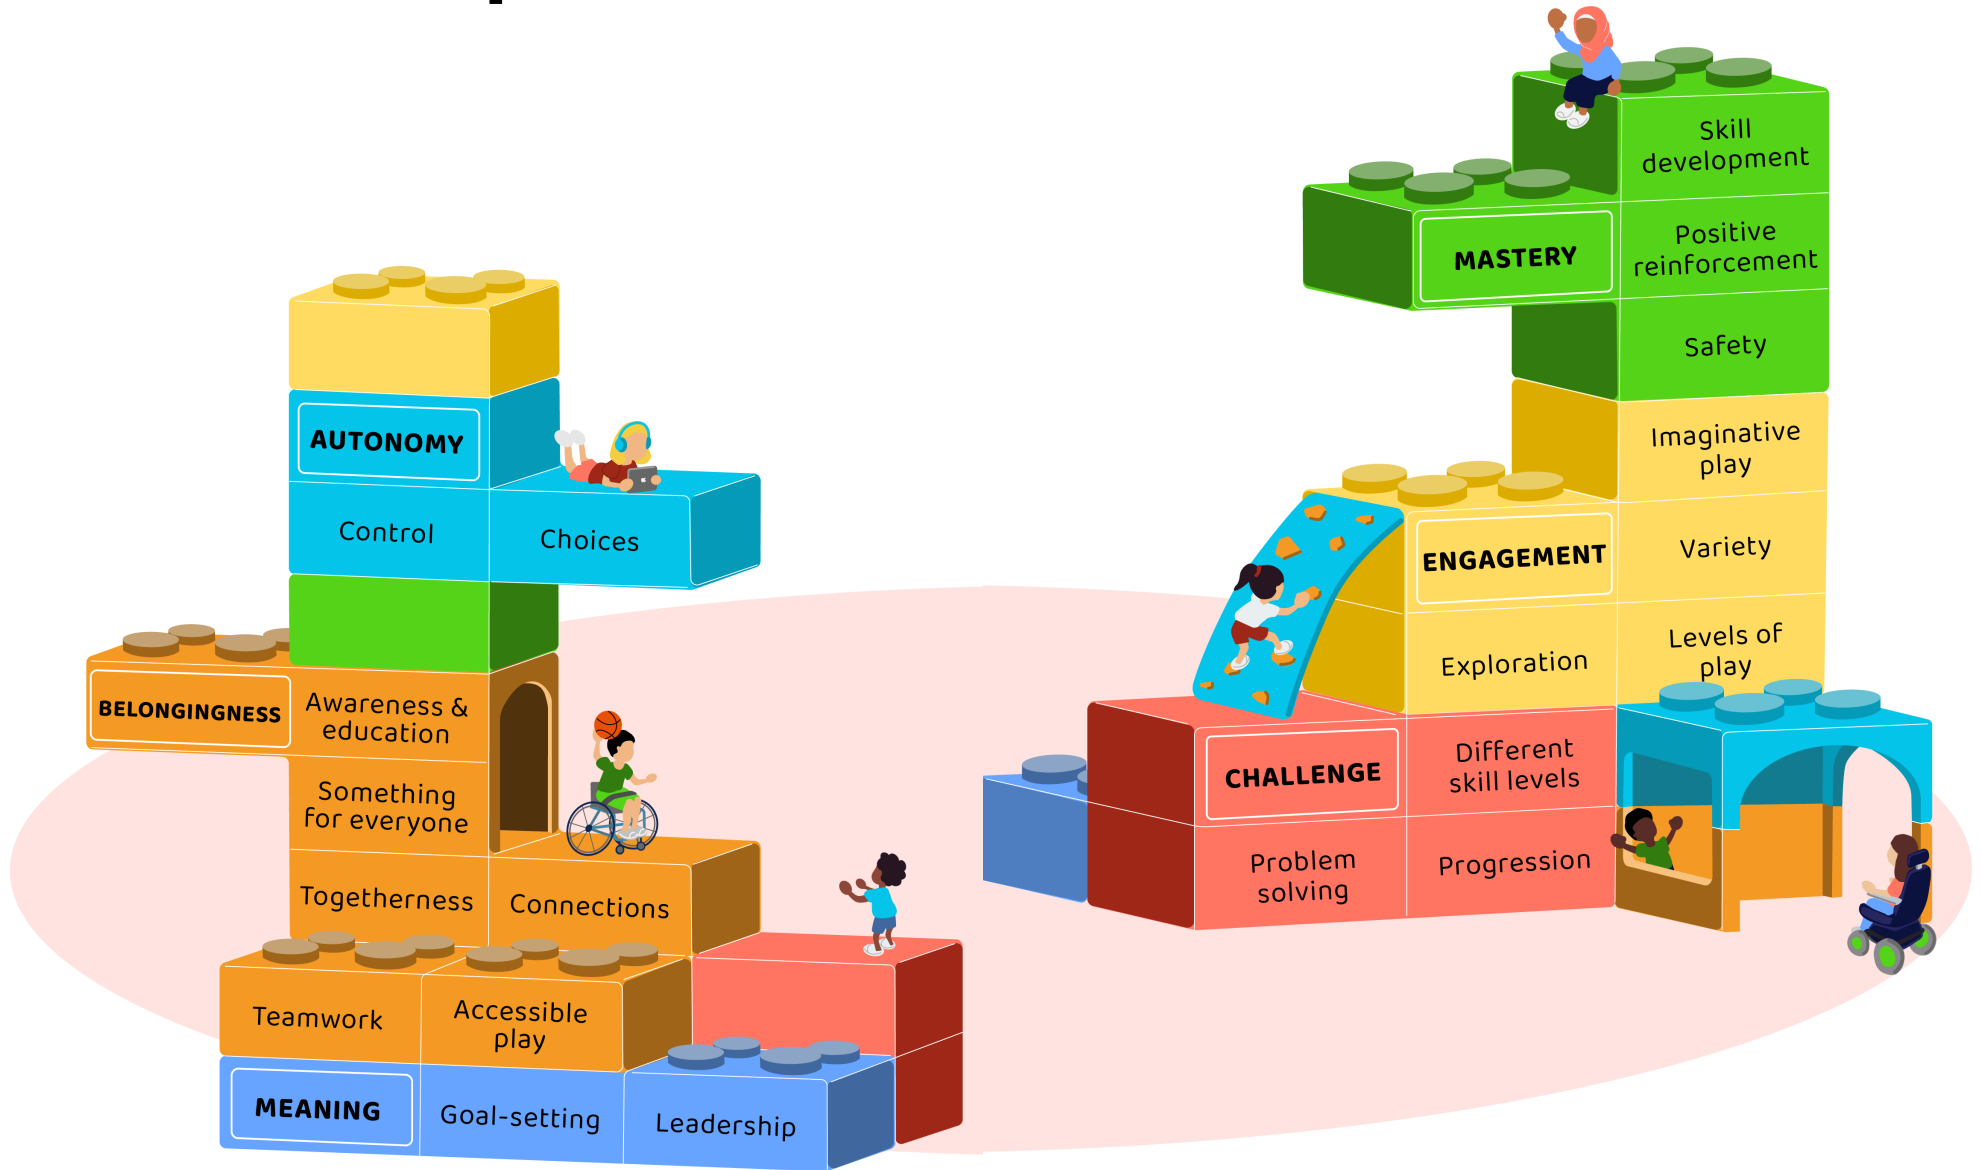 AUTONOMY
Control
Choices
BELONGINGNESS
Awareness &
education
Something
for everyone
Togetherness
Connections
Teamwork
Accessible
play
MEANING
Goal-setting
Leadership
Skill
development
MASTERY
Positive
reinforcement
Safety
Imaginative
play
ENGAGEMENT
Variety
Exploration
Levels of
play
CHALLENGE
Different
skill levels
Problem
solving
Progression